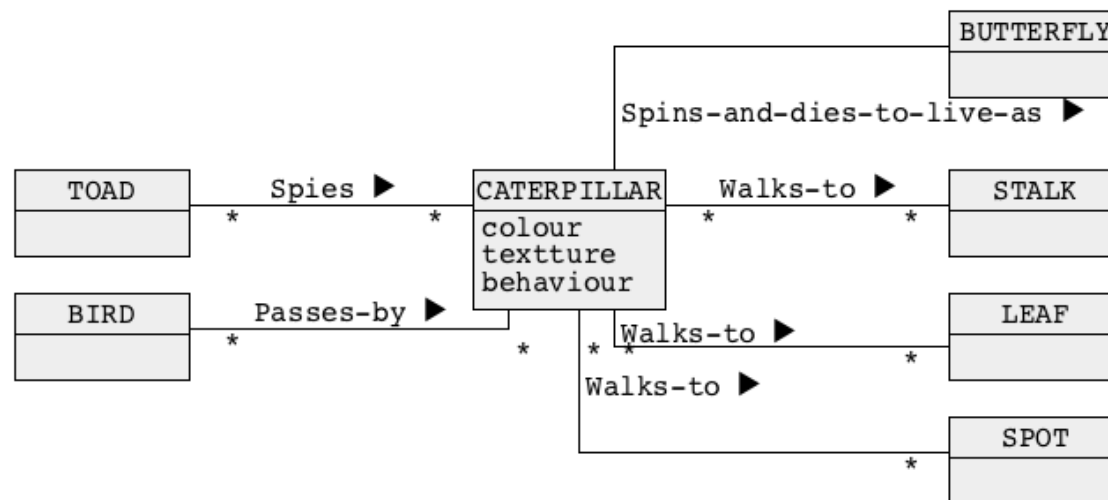 BUTTERFLY
Spins-and-dies-to-live-as ▶
TOAD
Spies ▶
CATERPILLAR
Walks-to ▶
STALK
* * * *
colour
textture
behaviour
BIRD
Passes-by ▶
LEAF
Walks-to ▶
* * * * *
Walks-to ▶
SPOT
*